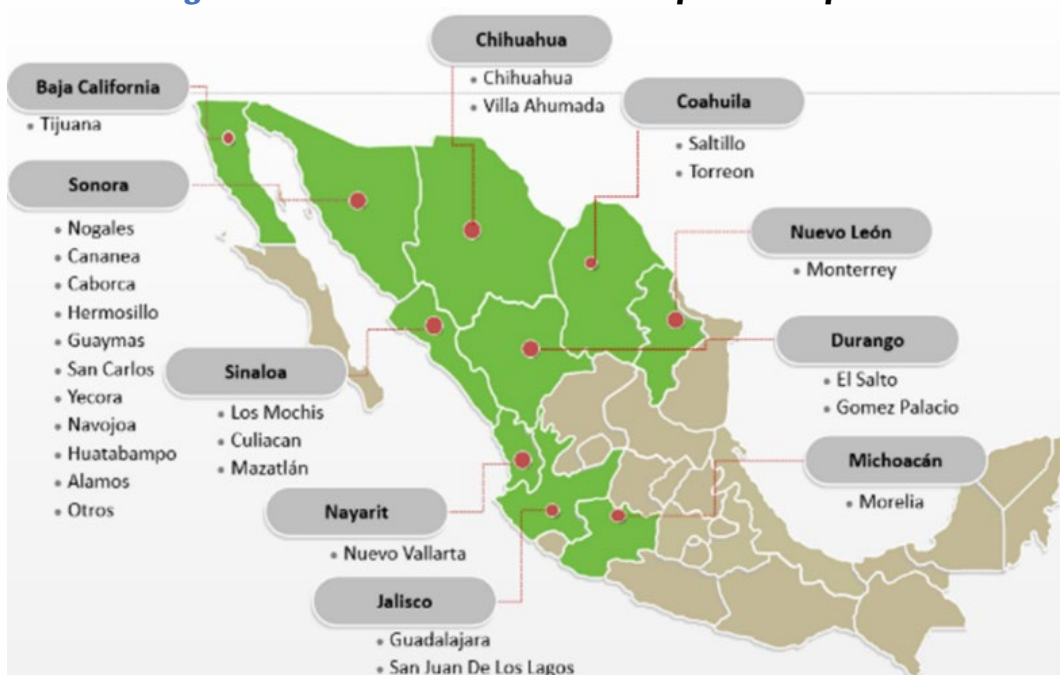 Chihuahua
• Chihuahua
• Villa Ahumada
Baja California
• Tijuana
Coahuila
• Saltillo
• Torreon
Sonora
• Nogales
• Cananea
• Caborca
• Hermosillo
• Guaymas
• San Carlos
• Yecora
• Navojoa
• Huatabampo
• Alamos
• Otros
Nuevo León
• Monterrey
Durango
• El Salto
• Gomez Palacio
Sinaloa
• Los Mochis
• Culiacan
• Mazatlán
Michoacán
• Morelia
Nayarit
• Nuevo Vallarta
Jalisco
• Guadalajara
• San Juan De Los Lagos